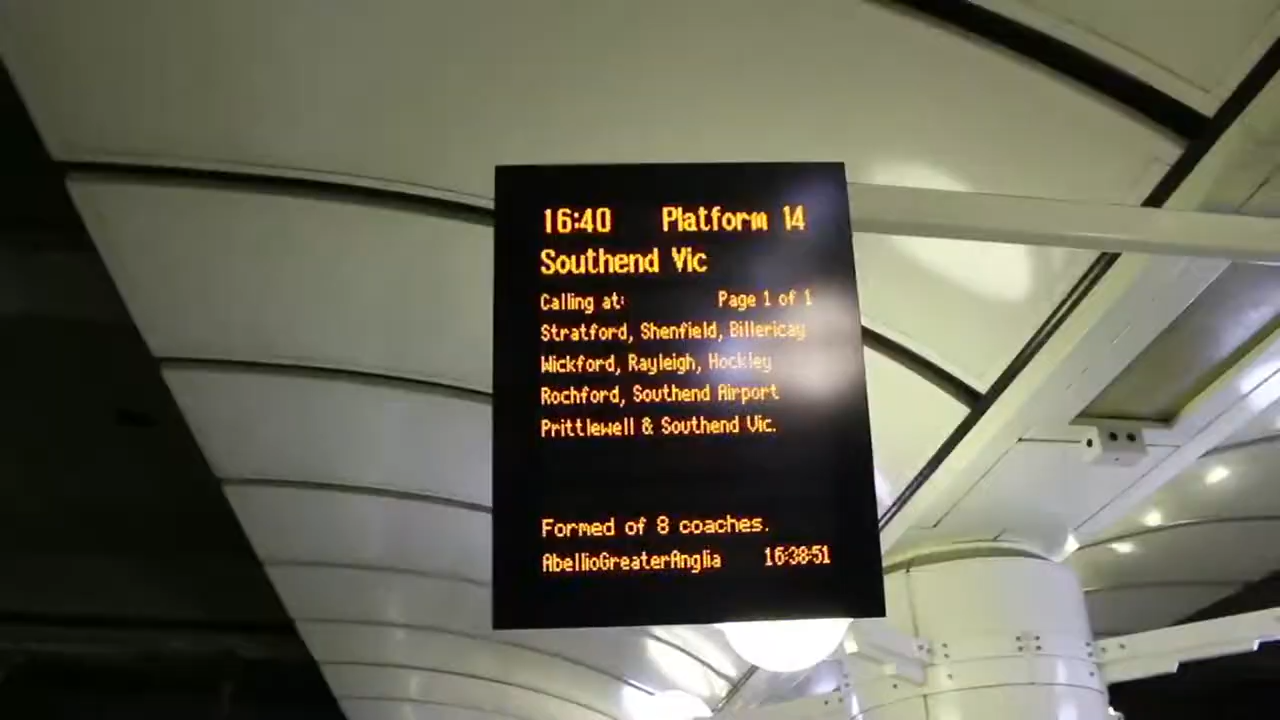 16:40 Platform 14
Southend Vic
Calling at: Page 1 of 1
Stratford, Shenfield, Billericay
Wickford, Rayleigh, Hockley
Rochford, Southend Airport
Prittlewell & Southend Vic.
Formed of 8 coaches.
AbellioGreaterAnglia 16:38:51